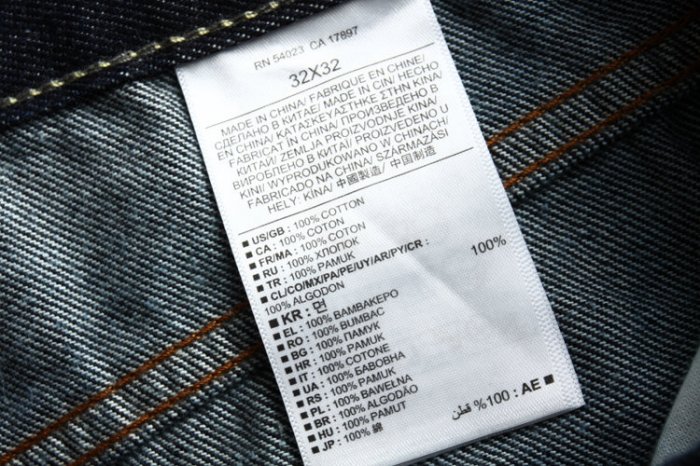 RN 54023 CA 17897
32X32
MADE IN CHINA/ FABRIQUE EN CHINE/
СДЕЛАНО В КИТАЕ/ MADE IN CIN/ HECHO
EN CHINA/ ΚΑΤΑΣΚΕΥΑΣΤΗΚΕ ΣΤΗΝ ΚΙΝΑ/
FABRICAT IN CHINA/ ПРОИЗВЕДЕНО В
КИТАЙ/ ZEMLJA PROIZVODNJE KINA/
ВИРОБЛЕНО В КИТАЇ/ PROIZVEDENO U
KINI/ WYPRODUKOWANO W CHINACH/
FABRICADO NA CHINA/ SZÁRMAZÁSI
HELY: KÍNA/ 中國製造/ 中国制造
■ US/GB : 100% COTTON
■ CA : 100% COTON
■ FR/MA : 100% COTON
■ RU : 100% ХЛОПОК
■ TR : 100% PAMUK
■ CL/CO/MX/PA/PE/UY/AR/PY/CR :
100% ALGODON
■ KR : 면 100%
■ EL : 100% ΒΑΜΒΑΚΕΡΟ
■ RO : 100% BUMBAC
■ BG : 100% ПАМУК
■ HR : 100% PAMUK
■ IT : 100% COTONE
■ UA : 100% БАБОВНА
■ RS : 100% PAMUK
■ PL : 100% BAWEŁNA
■ BR : 100% ALGODÃO
■ HU : 100% PAMUT
■ JP : 100% 綿
■ AE : 100% قطن